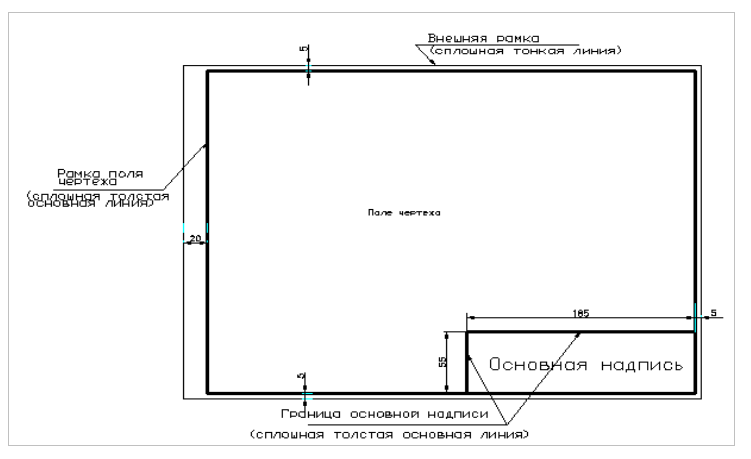 Внешняя рамка
(сплошная тонкая линия)
5
Рамка поля
чертежа
(сплошная толстая
основная линия)
Поле чертежа
20
185
5
55
Основная надпись
5
Граница основной надписи
(сплошная толстая основная линия)